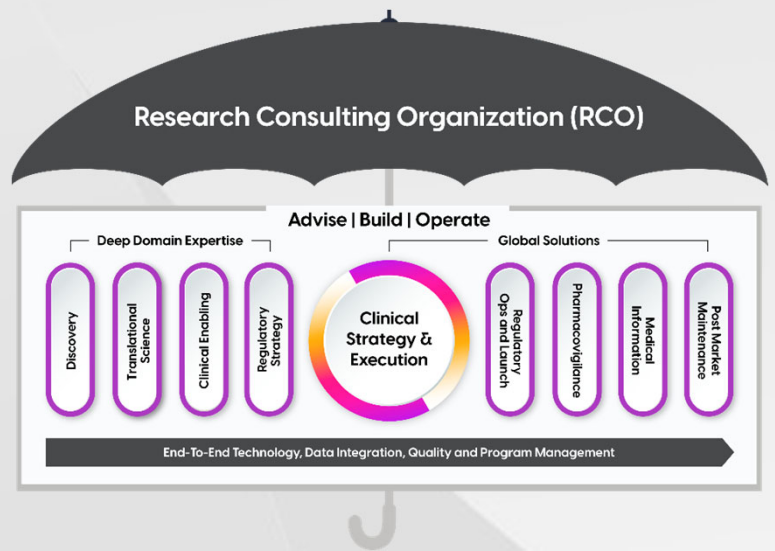 Research Consulting Organization (RCO)
Advise | Build | Operate
Deep Domain Expertise
Global Solutions
Discovery
Translational
Science
Clinical Enabling
Regulatory
Strategy
Clinical
Strategy &
Execution
Regulatory
Ops and Launch
Pharmacovigilance
Medical
Information
Post Market
Maintenance
End-To-End Technology, Data Integration, Quality and Program Management